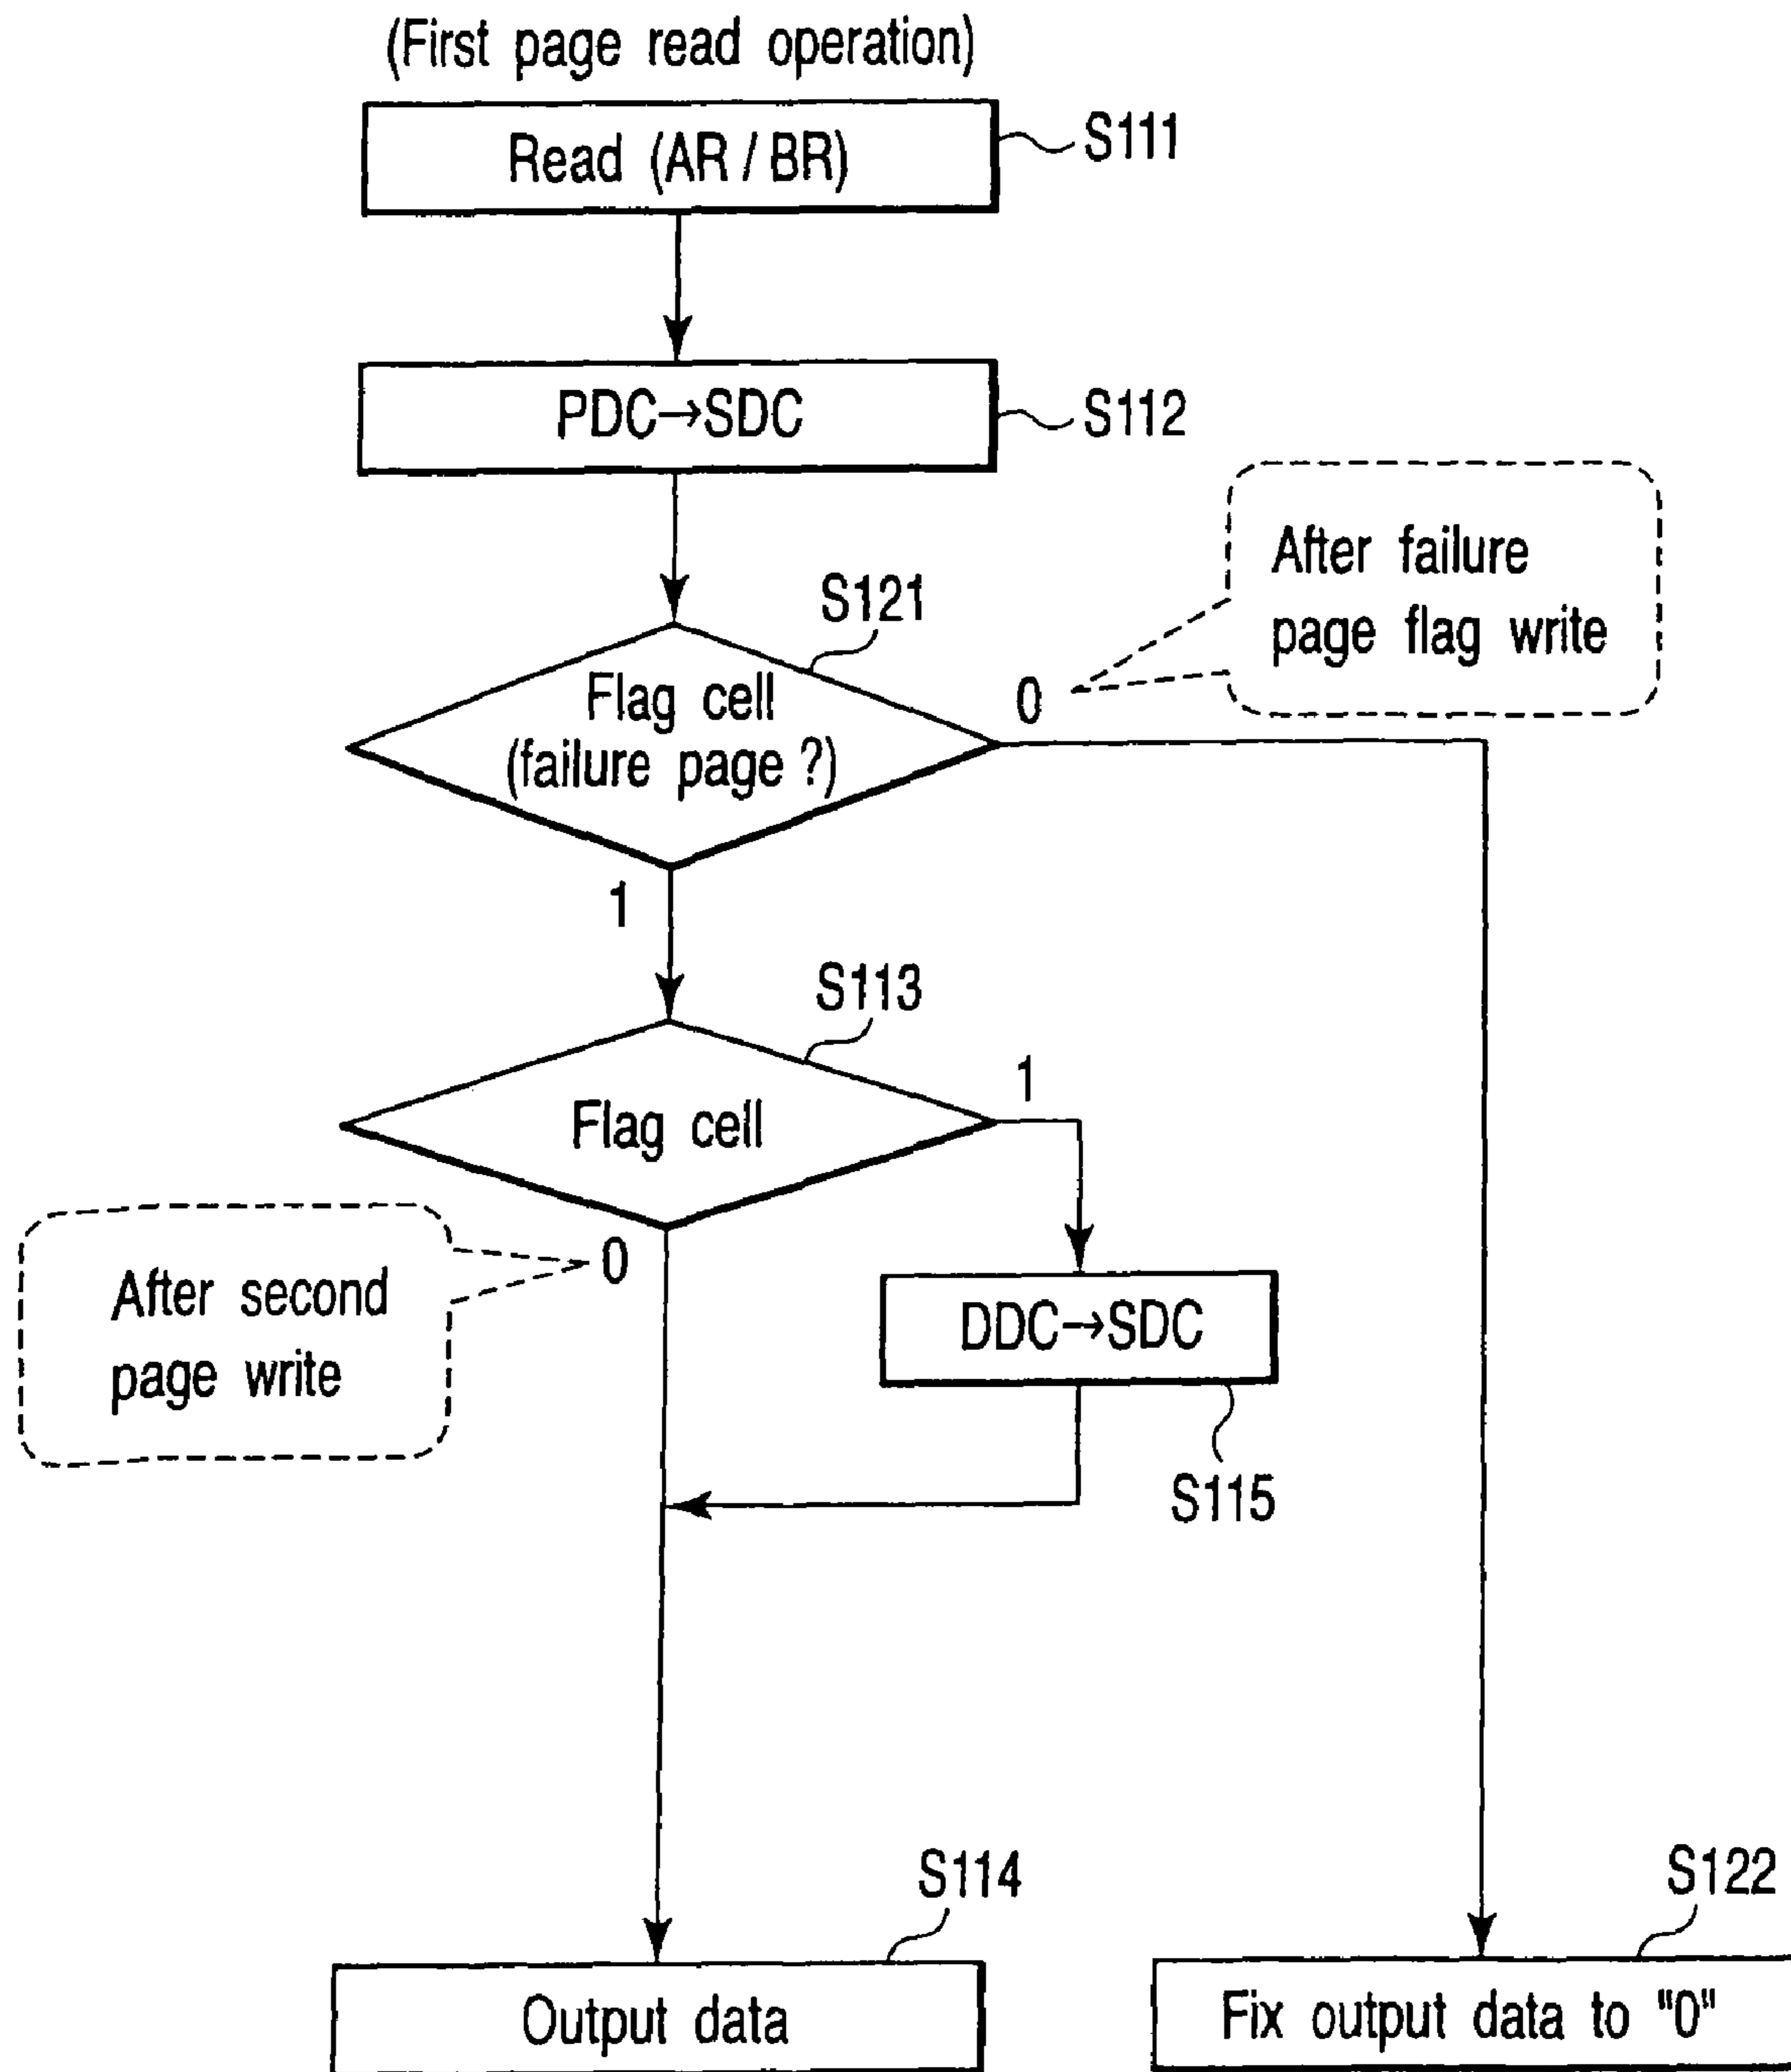 (First page read operation)
Read (AR / BR)
S111
PDC→SDC
S112
After failure
page flag write
S121
Flag cell
(failure page ?)
0
1
S113
Flag cell
1
0
After second
page write
DDC→SDC
S115
S114
Output data
S122
Fix output data to "0"